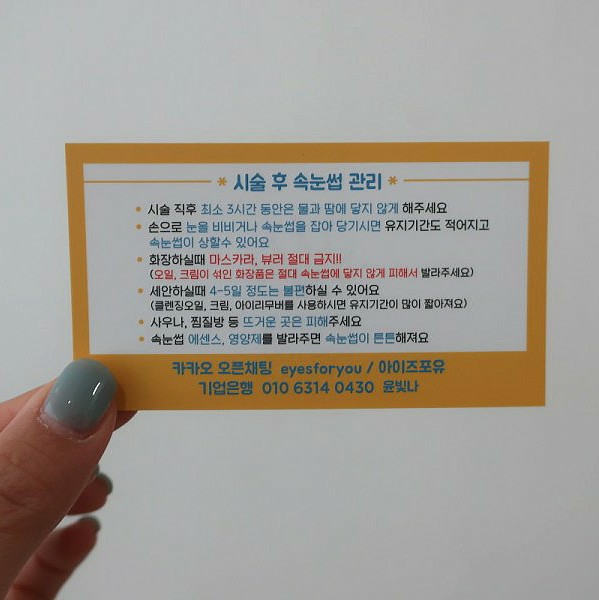 * 시술 후 속눈썹 관리 *
• 시술 직후 최소 3시간 동안은 물과 땀에 닿지 않게 해주세요
• 손으로 눈을 비비거나 속눈썹을 잡아 당기시면 유지기간도 적어지고
속눈썹이 상할수 있어요
• 화장하실때 마스카라, 뷰러 절대 금지!!
(오일, 크림이 섞인 화장품은 절대 속눈썹에 닿지 않게 피해서 발라주세요)
• 세안하실때 4-5일 정도는 불편하실 수 있어요
(클렌징오일, 크림, 아이리무버를 사용하시면 유지기간이 많이 짧아져요)
• 사우나, 찜질방 등 뜨거운 곳은 피해주세요
• 속눈썹 에센스, 영양제를 발라주면 속눈썹이 튼튼해져요
카카오 오픈채팅 eyesforyou / 아이즈포유
기업은행 010 6314 0430 윤빛나